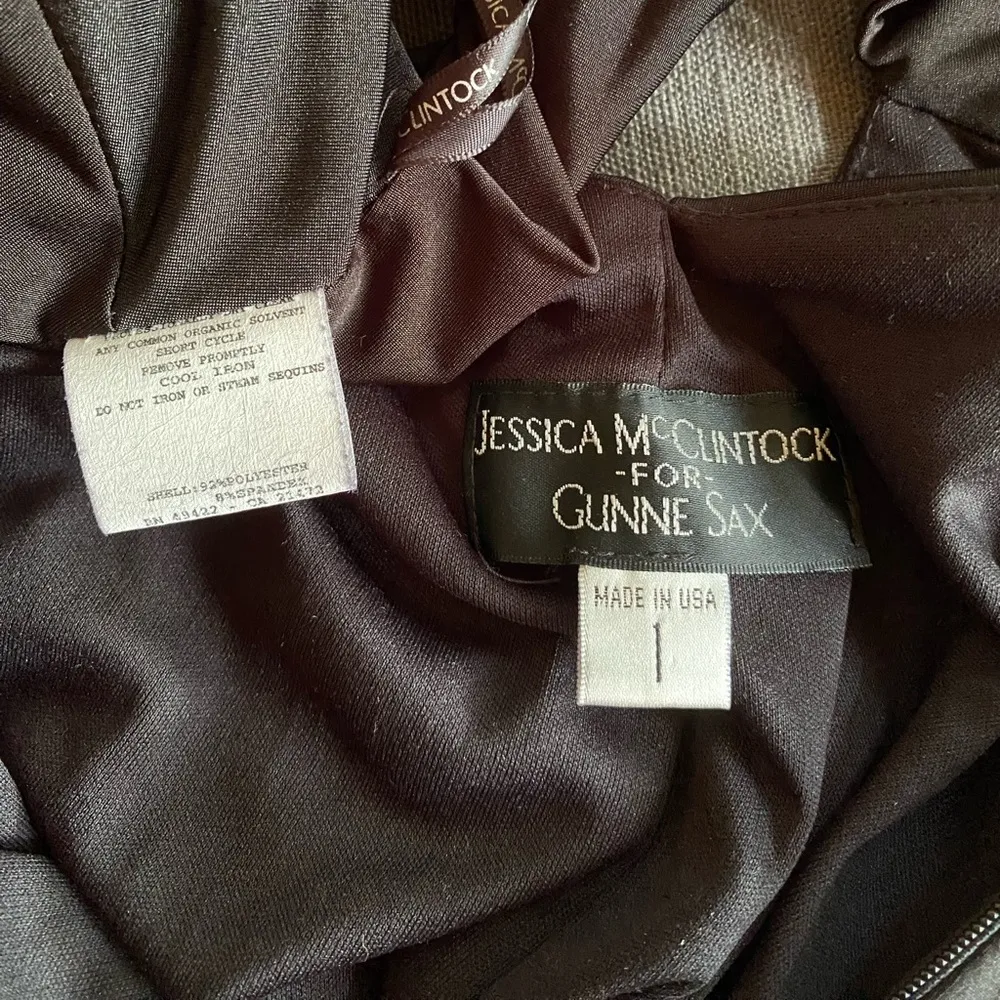 CLINTOCK
ANY COMMON ORGANIC SOLVENT
SHORT CYCLE
REMOVE PROMPTLY
COOL IRON
DO NOT IRON OR STEAM SEQUINS
SHELL:92%POLYESTER
8%SPANDEX
RN 49422 - CA 21472
JESSICA McCLINTOCK
-FOR-
GUNNE SAX
MADE IN USA
1